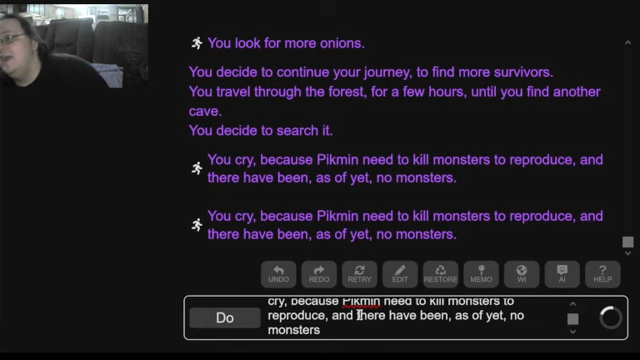 You look for more onions.
You decide to continue your journey, to find more survivors.
You travel through the forest, for a few hours, until you find another
cave.
You decide to search it.
You cry, because Pikmin need to kill monsters to reproduce, and
there have been, as of yet, no monsters.
You cry, because Pikmin need to kill monsters to reproduce, and
there have been, as of yet, no monsters.
UNDO REDO RETRY EDIT RESTORE MEMO WI AI HELP
Do
cry, because Pikmin need to kill monsters to
reproduce, and there have been, as of yet, no
monsters